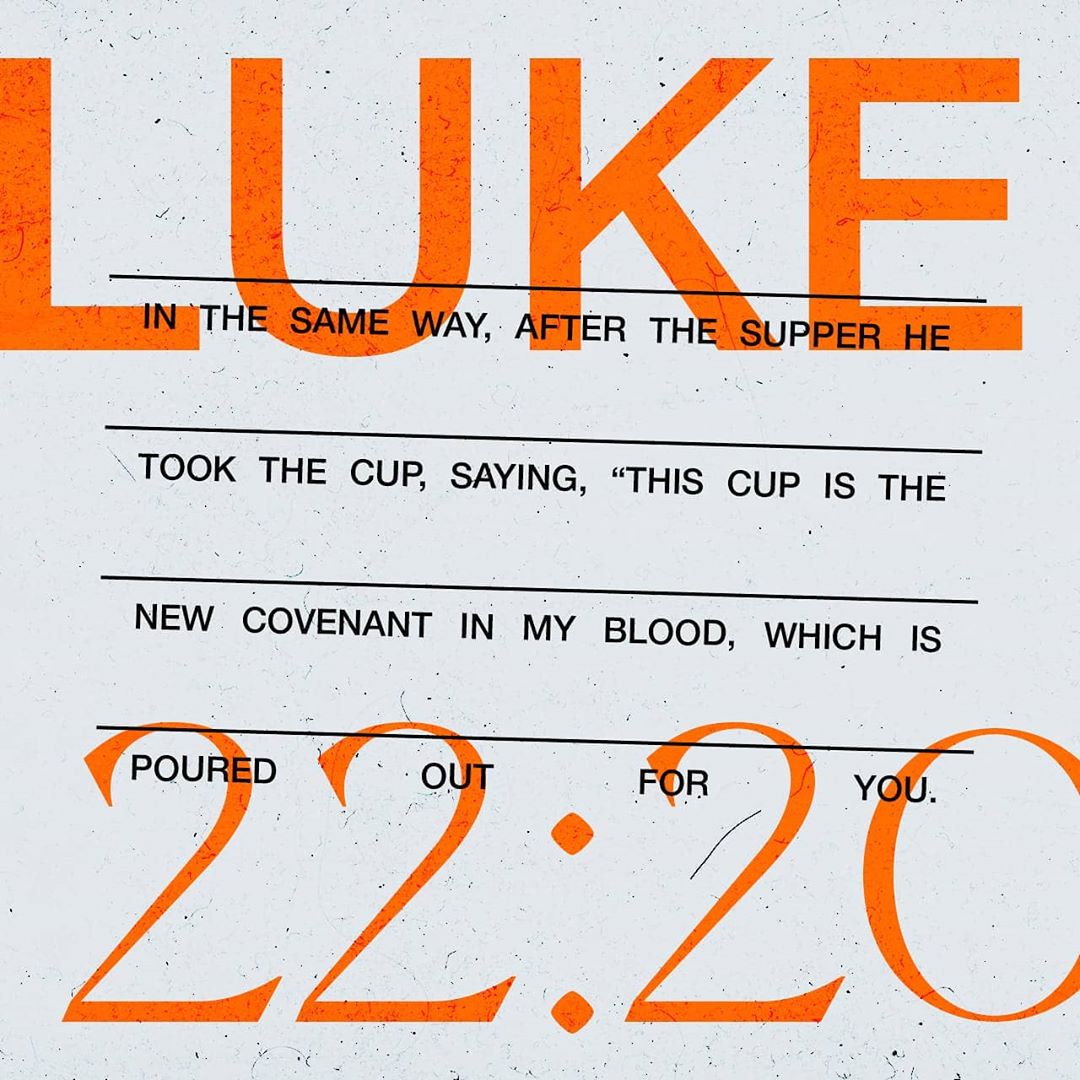 LUKE
IN THE SAME WAY, AFTER THE SUPPER HE
TOOK THE CUP, SAYING, “THIS CUP IS THE
NEW COVENANT IN MY BLOOD, WHICH IS
POURED OUT FOR YOU.
22:20